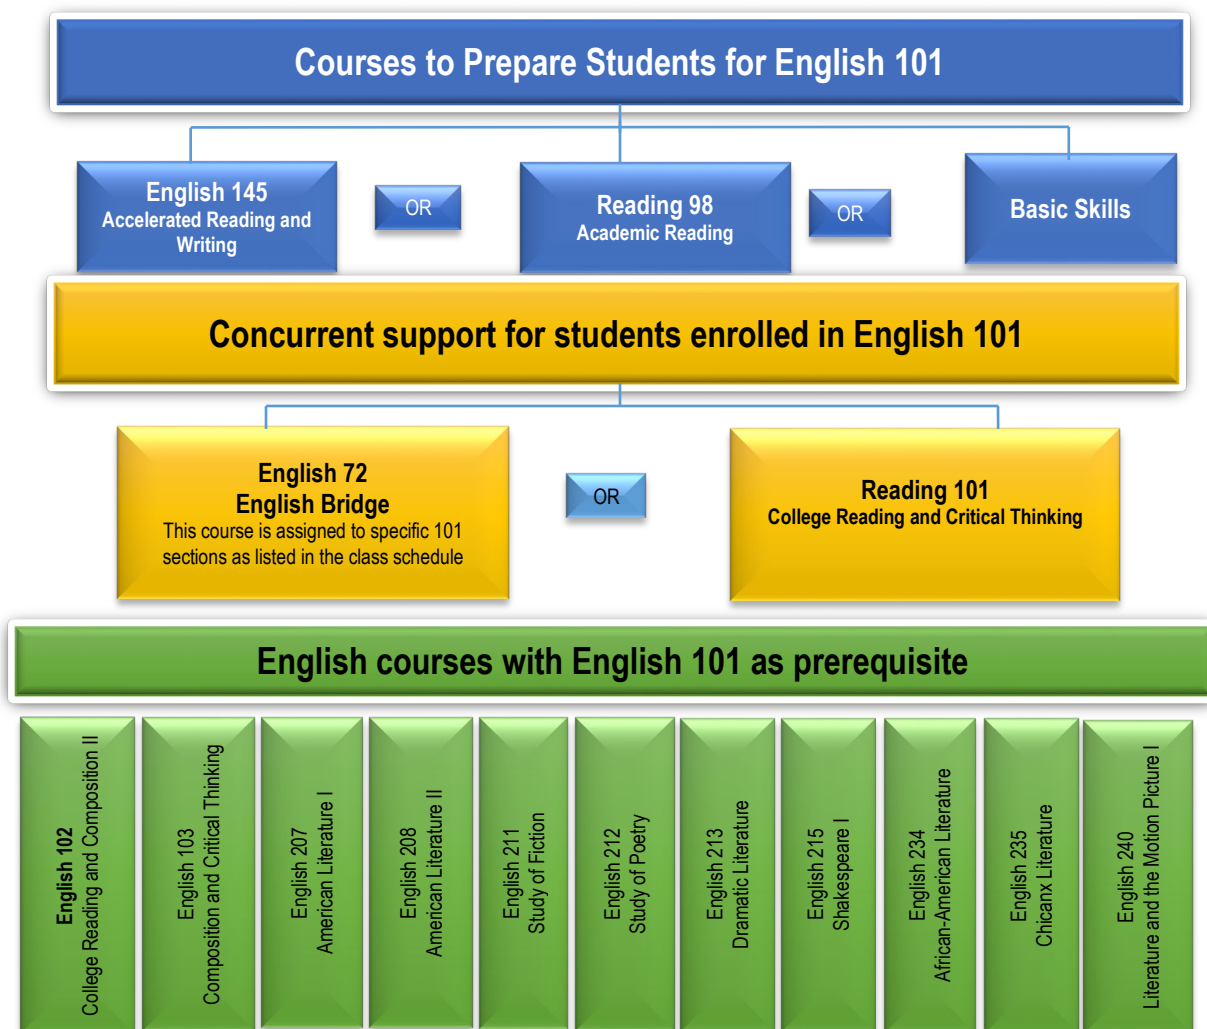 Courses to Prepare Students for English 101
English 145
Accelerated Reading and
Writing
OR
Reading 98
Academic Reading
OR
Basic Skills
Concurrent support for students enrolled in English 101
English 72
English Bridge
This course is assigned to specific 101
sections as listed in the class schedule
OR
Reading 101
College Reading and Critical Thinking
English courses with English 101 as prerequisite
English 102
College Reading and Composition II
English 103
Composition and Critical Thinking
English 207
American Literature I
English 208
American Literature II
English 211
Study of Fiction
English 212
Study of Poetry
English 213
Dramatic Literature
English 215
Shakespeare I
English 234
African-American Literature
English 235
Chicanx Literature
English 240
Literature and the Motion Picture I